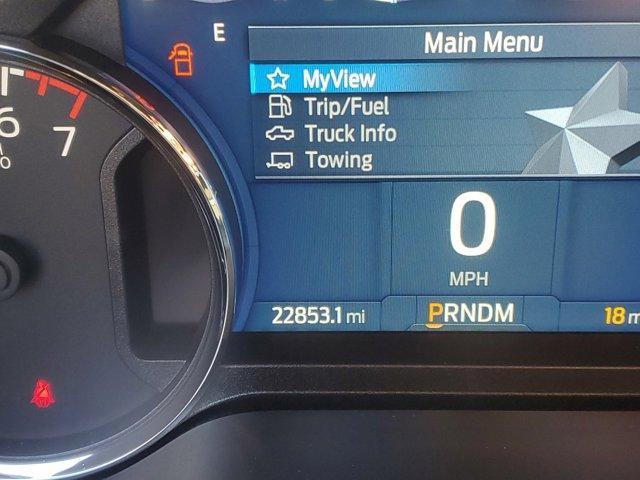 E
Main Menu
MyView
Trip/Fuel
Truck Info
Towing
6
7
0
MPH
22853.1 mi
PRNDM
18 m